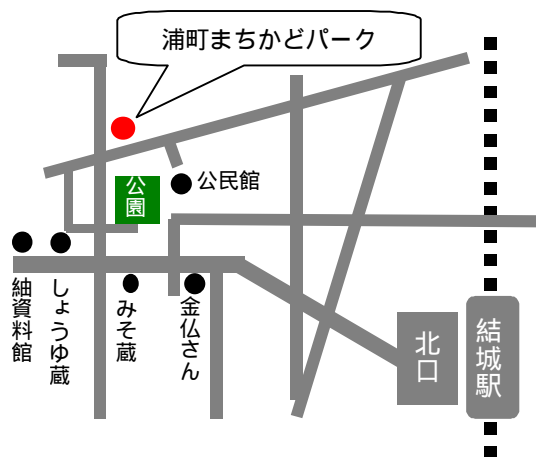 浦町まちかどパーク
公園
公民館
紬資料館
しょうゆ蔵
みそ蔵
金仏さん
北口
結城駅